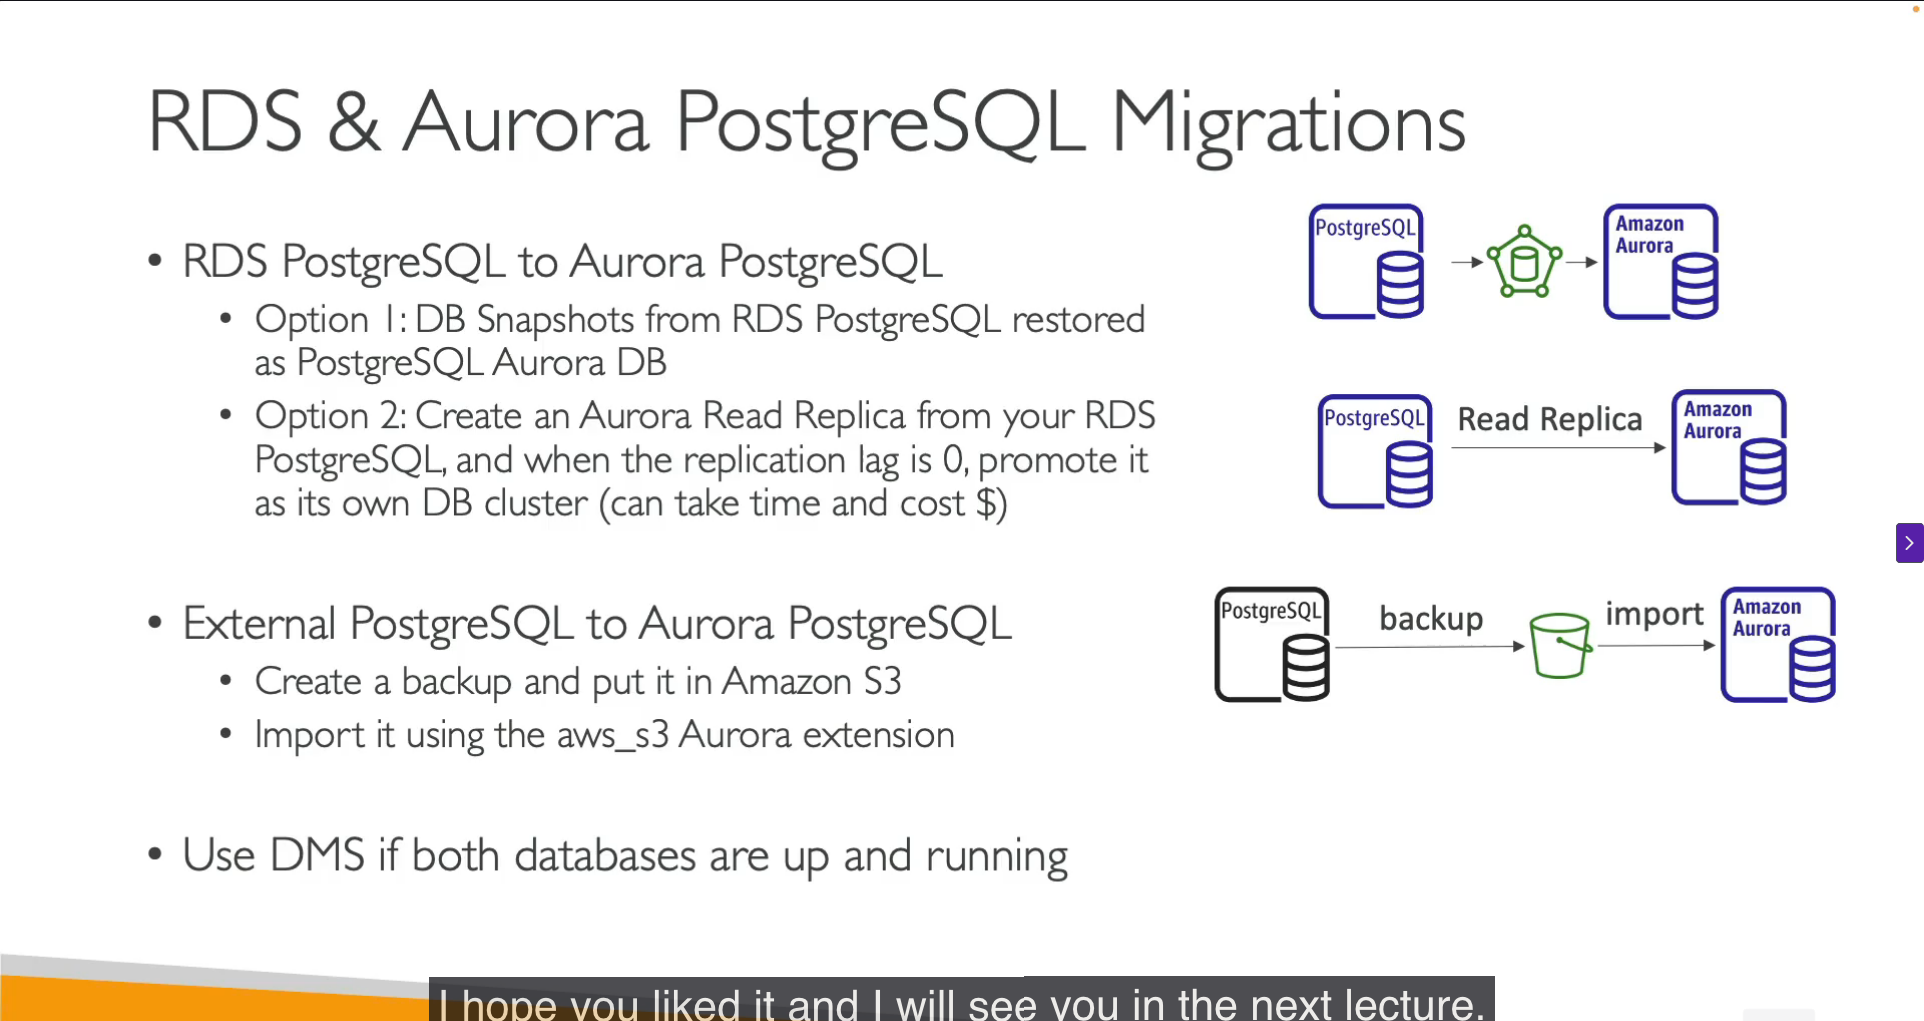 RDS & Aurora PostgreSQL Migrations
• RDS PostgreSQL to Aurora PostgreSQL
• Option 1: DB Snapshots from RDS PostgreSQL restored
as PostgreSQL Aurora DB
• Option 2: Create an Aurora Read Replica from your RDS
PostgreSQL, and when the replication lag is 0, promote it
as its own DB cluster (can take time and cost $)
• External PostgreSQL to Aurora PostgreSQL
• Create a backup and put it in Amazon S3
• Import it using the aws_s3 Aurora extension
• Use DMS if both databases are up and running
PostgreSQL
Amazon
Aurora
PostgreSQL
Read Replica
Amazon
Aurora
PostgreSQL
backup
import
Amazon
Aurora
I hope you liked it and I will see you in the next lecture.